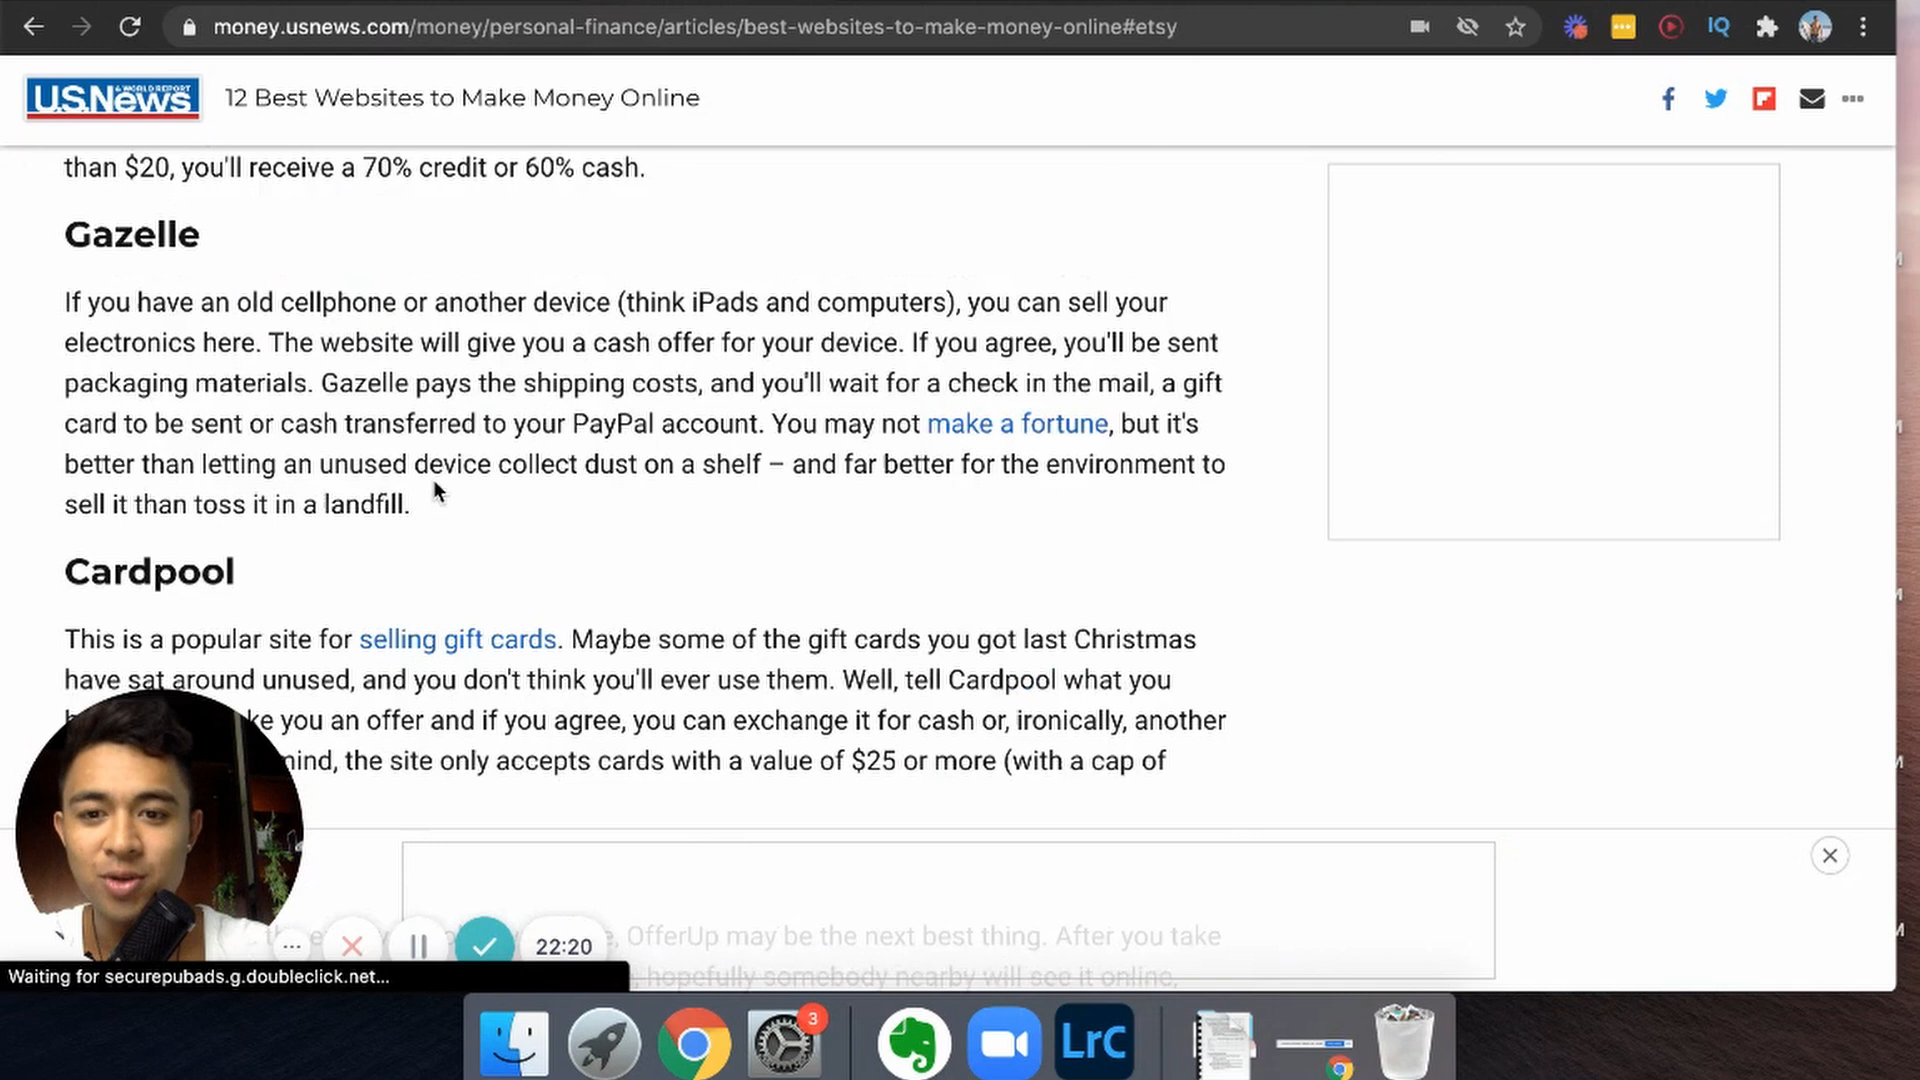 money.usnews.com/money/personal-finance/articles/best-websites-to-make-money-online#etsy
IQ
U.S.News
& WORLD REPORT
12 Best Websites to Make Money Online
than $20, you'll receive a 70% credit or 60% cash.
Gazelle
If you have an old cellphone or another device (think iPads and computers), you can sell your
electronics here. The website will give you a cash offer for your device. If you agree, you'll be sent
packaging materials. Gazelle pays the shipping costs, and you'll wait for a check in the mail, a gift
card to be sent or cash transferred to your PayPal account. You may not make a fortune, but it's
better than letting an unused device collect dust on a shelf – and far better for the environment to
sell it than toss it in a landfill.
Cardpool
This is a popular site for selling gift cards. Maybe some of the gift cards you got last Christmas
have sat around unused, and you don't think you'll ever use them. Well, tell Cardpool what you
you an offer and if you agree, you can exchange it for cash or, ironically, another
mind, the site only accepts cards with a value of $25 or more (with a cap of
OfferUp may be the next best thing. After you take
hopefully somebody nearby will see it online,
22:20
Waiting for securepubads.g.doubleclick.net...
3
LrC